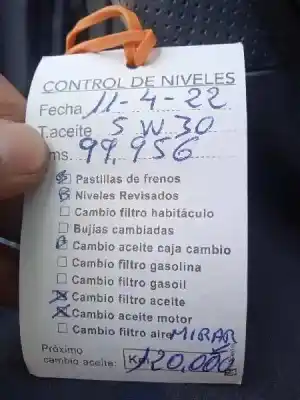 CONTROL DE NIVELES
Fecha 11-4-22
T.aceite 5W30
ms. 99,956
Pastillas de frenos
Niveles Revisados
Cambio filtro habitáculo
Bujías cambiadas
Cambio aceite caja cambio
Cambio filtro gasolina
Cambio filtro gasoil
Cambio filtro aceite
Cambio aceite motor
Cambio filtro aire MIRAR
Próximo
cambio aceite: Km 120,000